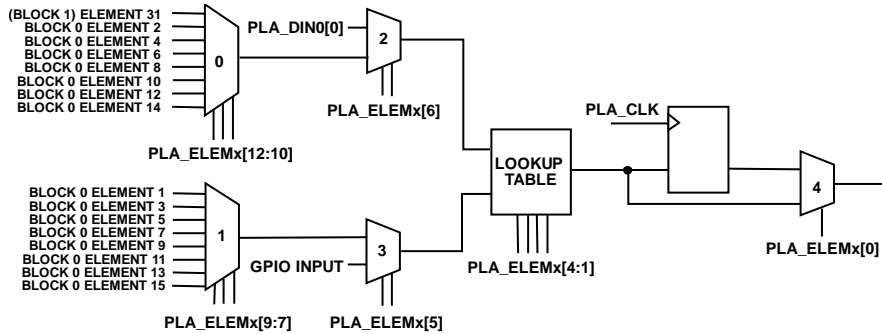 (BLOCK 1) ELEMENT 31
BLOCK 0 ELEMENT 2
BLOCK 0 ELEMENT 4
BLOCK 0 ELEMENT 6
BLOCK 0 ELEMENT 8
BLOCK 0 ELEMENT 10
BLOCK 0 ELEMENT 12
BLOCK 0 ELEMENT 14
0
PLA_ELEMx[12:10]
PLA_DIN0[0]
2
PLA_ELEMx[6]
BLOCK 0 ELEMENT 1
BLOCK 0 ELEMENT 3
BLOCK 0 ELEMENT 5
BLOCK 0 ELEMENT 7
BLOCK 0 ELEMENT 9
BLOCK 0 ELEMENT 11
BLOCK 0 ELEMENT 13
BLOCK 0 ELEMENT 15
1
PLA_ELEMx[9:7]
GPIO INPUT
3
PLA_ELEMx[5]
LOOKUP
TABLE
PLA_ELEMx[4:1]
PLA_CLK
4
PLA_ELEMx[0]